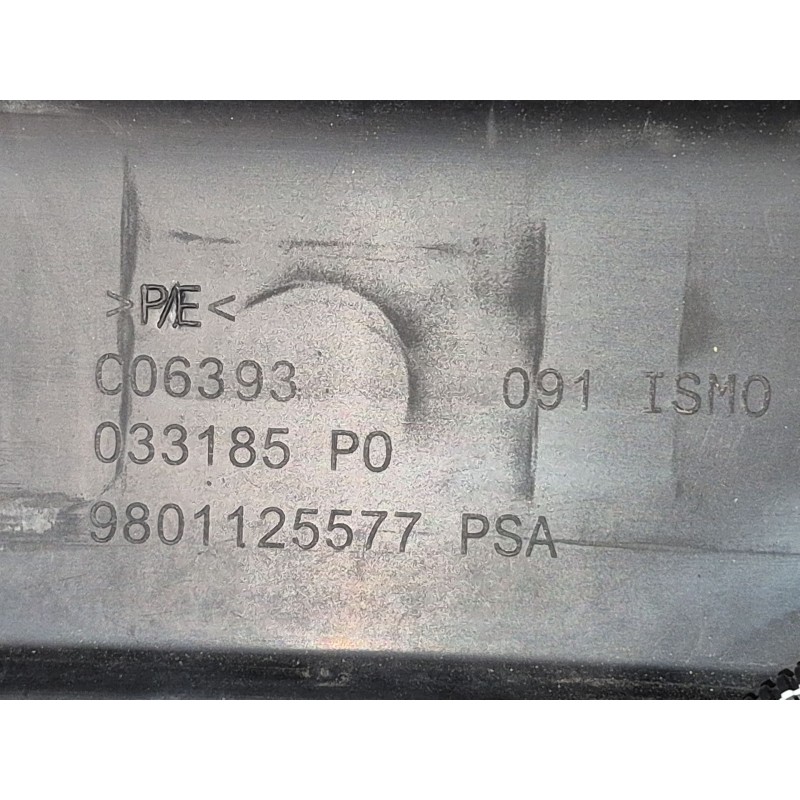 >P/E<
C06393 091 ISMO
033185 P0
9801125577 PSA